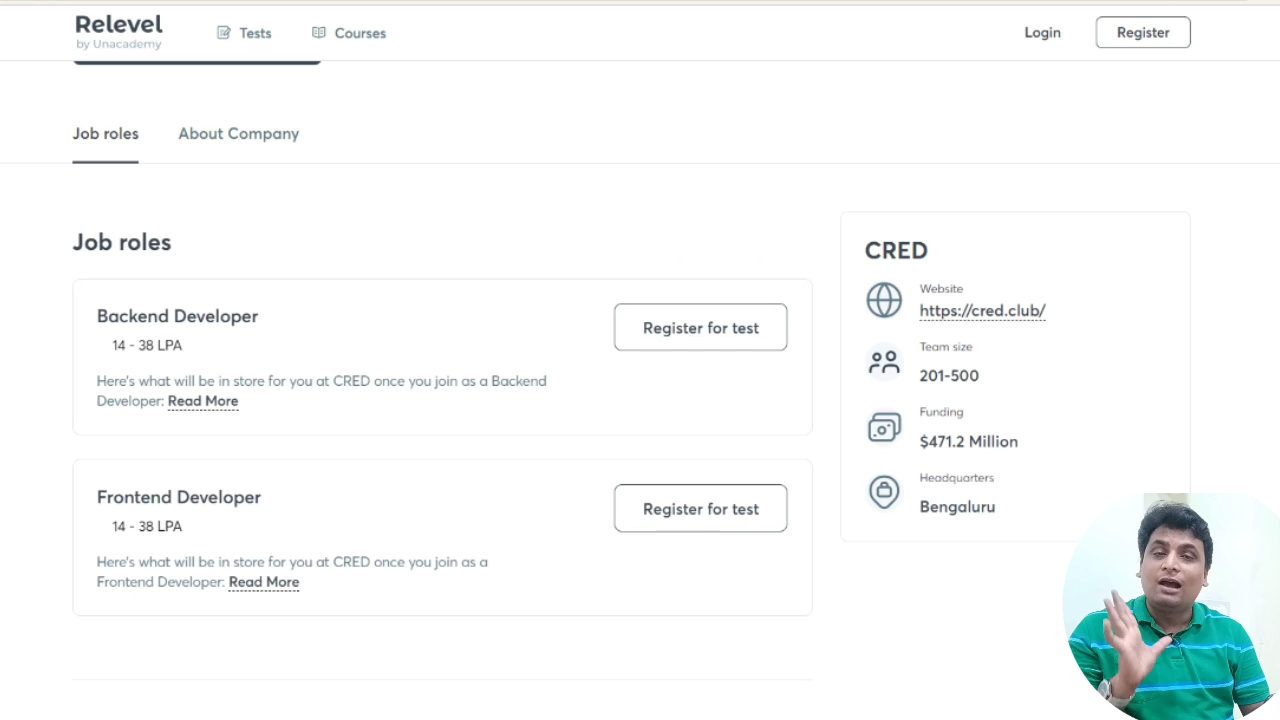 Relevel
by Unacademy
Tests
Courses
Login
Register
Job roles
About Company
Job roles
Backend Developer
14 - 38 LPA
Register for test
Here's what will be in store for you at CRED once you join as a Backend
Developer: Read More
Frontend Developer
14 - 38 LPA
Register for test
Here's what will be in store for you at CRED once you join as a
Frontend Developer: Read More
CRED
Website
https://cred.club/
Team size
201-500
Funding
$471.2 Million
Headquarters
Bengaluru